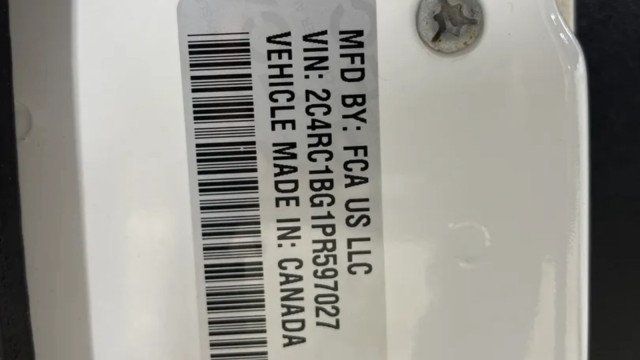 MFD BY: FCA US LLC
VIN: 2C4RC1BG1PR597027
VEHICLE MADE IN: CANADA